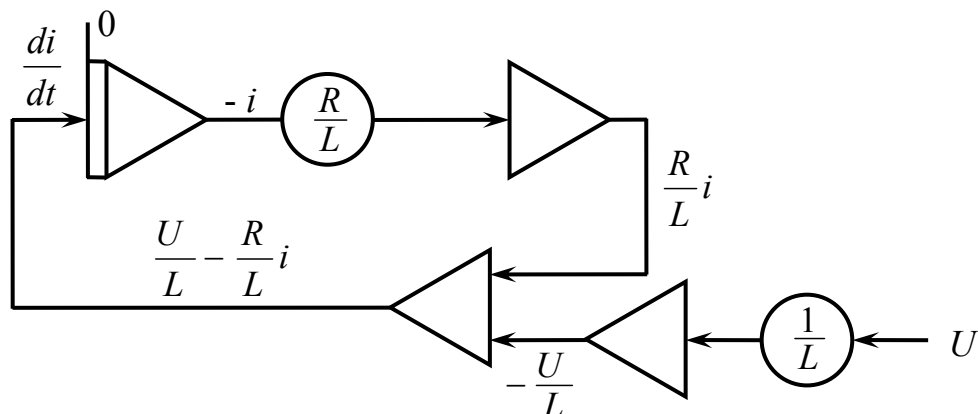 0
di/dt
- i
R/L
R/L i
U/L − R/L i
− U/L
1/L
U